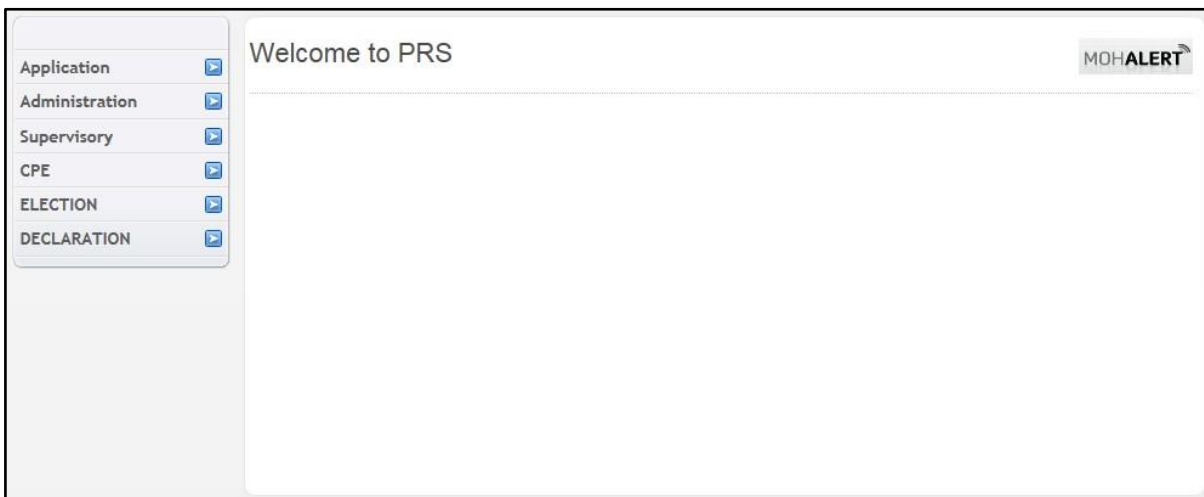 Application
Administration
Supervisory
CPE
ELECTION
DECLARATION
Welcome to PRS
MOHALERT